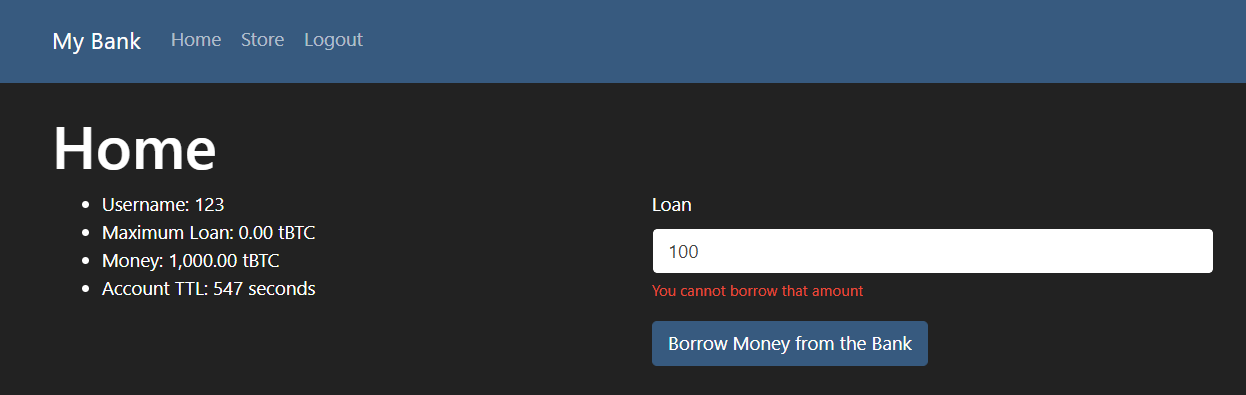 My Bank Home Store Logout
Home
Username: 123
Maximum Loan: 0.00 tBTC
Money: 1,000.00 tBTC
Account TTL: 547 seconds
Loan
100
You cannot borrow that amount
Borrow Money from the Bank